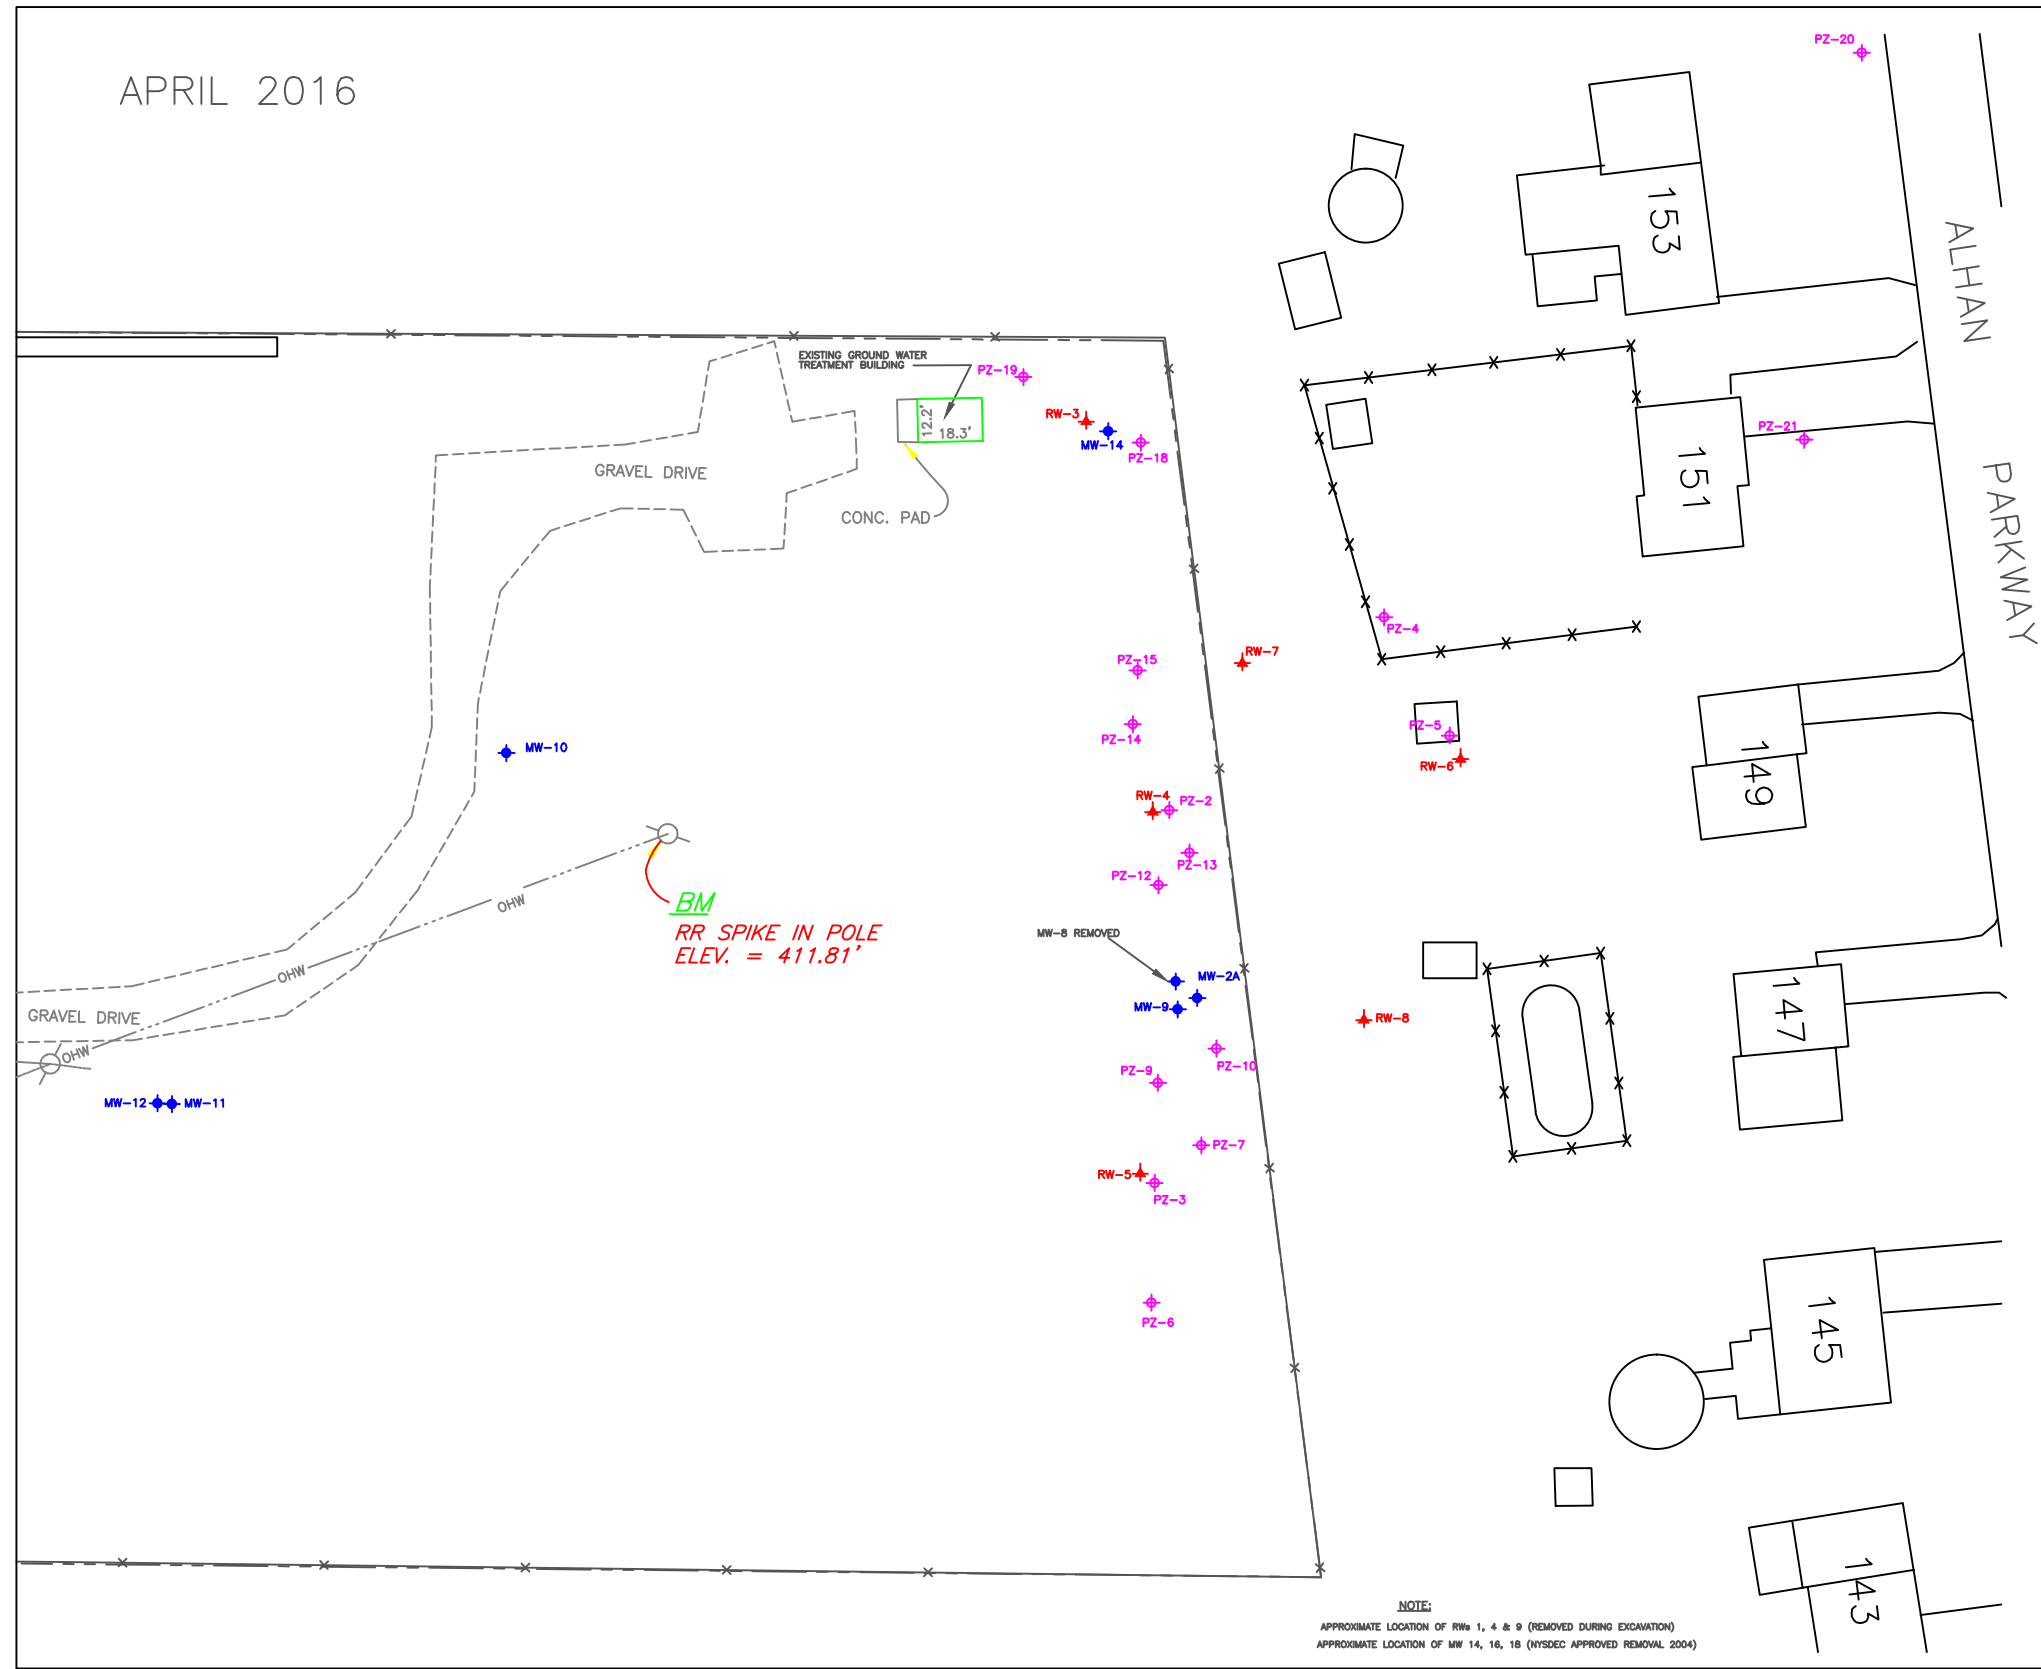 APRIL 2016
PZ-20
153
ALHAN
PARKWAY
EXISTING GROUND WATER
TREATMENT BUILDING
PZ-19
12.2'
18.3'
RW-3
MW-14
PZ-18
PZ-21
151
GRAVEL DRIVE
CONC. PAD
PZ-4
RW-7
PZ-15
PZ-14
PZ-5
RW-6
149
MW-10
RW-4
PZ-2
PZ-13
PZ-12
OHW
BM
RR SPIKE IN POLE
ELEV. = 411.81'
MW-8 REMOVED
OHW
MW-2A
MW-9
RW-8
147
GRAVEL DRIVE
OHW
PZ-10
PZ-9
MW-12
MW-11
PZ-7
RW-5
PZ-3
PZ-6
145
143
NOTE:
APPROXIMATE LOCATION OF RWs 1, 4 & 9 (REMOVED DURING EXCAVATION)
APPROXIMATE LOCATION OF MW 14, 16, 18 (NYSDEC APPROVED REMOVAL 2004)